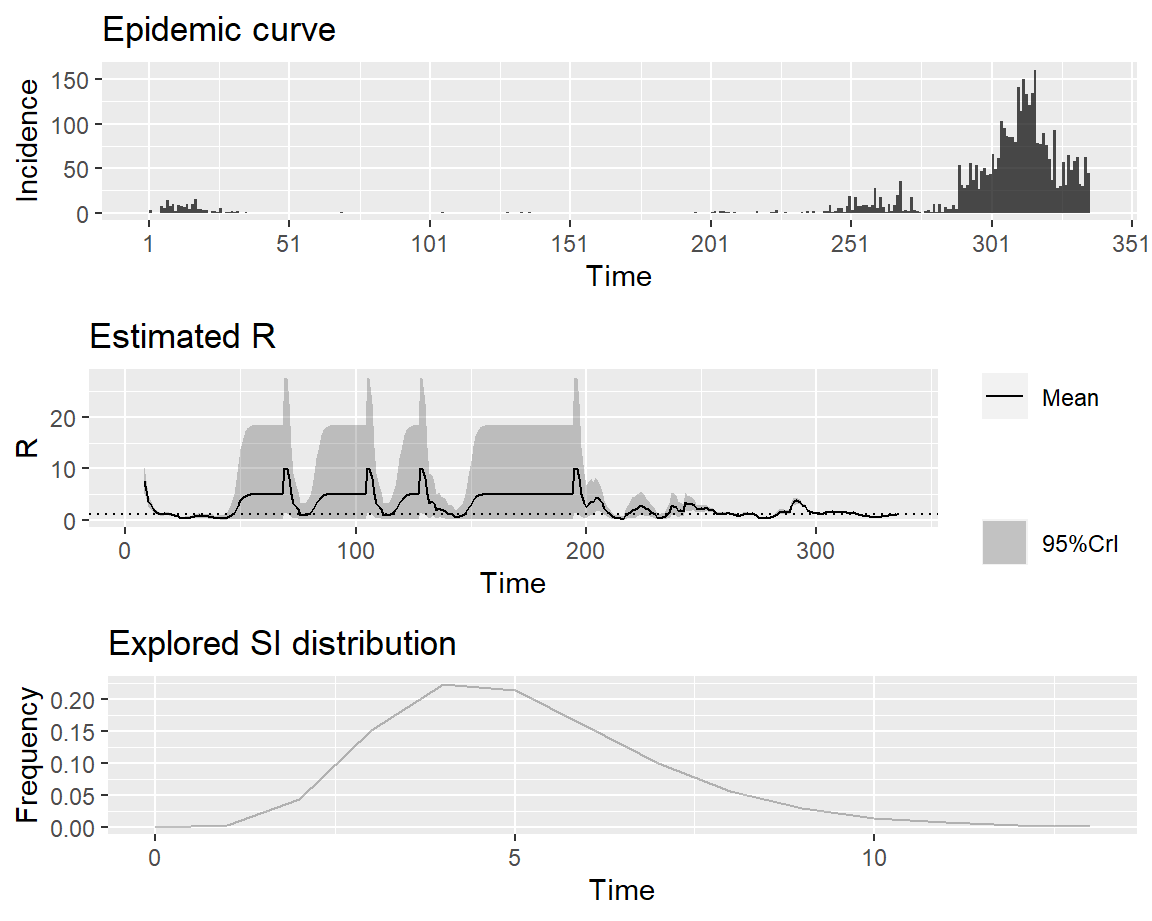 Epidemic curve
150
100
50
0
Incidence
1 51 101 151 201 251 301 351
Time
Estimated R
20
10
0
R
0 100 200 300
Time
Mean
95%CrI
Explored SI distribution
0.20
0.15
0.10
0.05
0.00
Frequency
0 5 10
Time